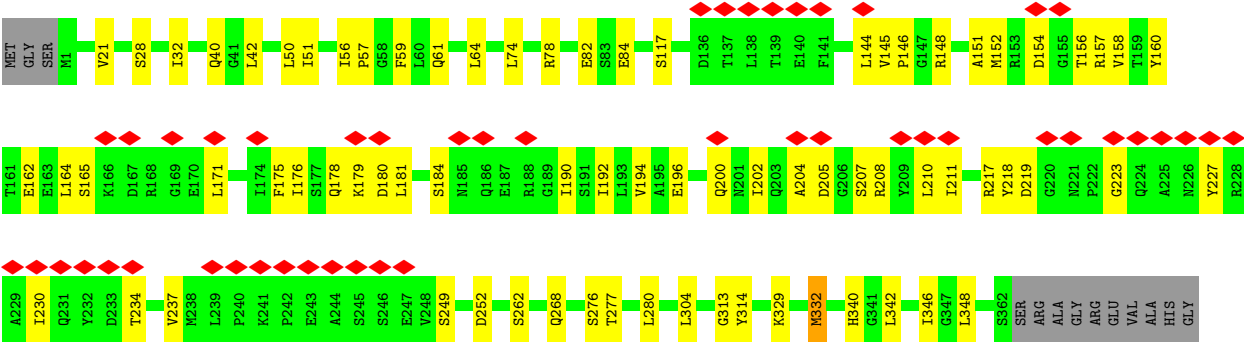 MET GLY SER M1 V21 S28 I32 Q40 G41 L42 L50 I51 I56 P57 G58 F59 L60 Q61 L64 L74 R78 E82 S83 E84 S117 D136 T137 L138 T139 E140 F141 L144 V145 P146 G147 R148 A151 M152 R153 D154 G155 T156 R157 V158 T159 Y160
T161 E162 E163 L164 S165 K166 D167 R168 G169 E170 L171 I174 F175 I176 S177 Q178 K179 D180 L181 S184 N185 Q186 E187 R188 G189 I190 S191 I192 L193 V194 A195 E196 Q200 N201 I202 Q203 A204 D205 G206 S207 R208 Y209 L210 I211 R217 Y218 D219 G220 N221 P222 G223 Q224 A225 N226 Y227 R228
A229 I230 Q231 Y232 D233 T234 V237 M238 L239 P240 K241 P242 E243 A244 S245 S246 E247 V248 S249 D252 S262 Q268 S276 T277 L280 L304 G313 Y314 K329 M332 H340 G341 L342 I346 G347 L348 S362 SER ARG ALA GLY ARG GLU VAL ALA HIS GLY